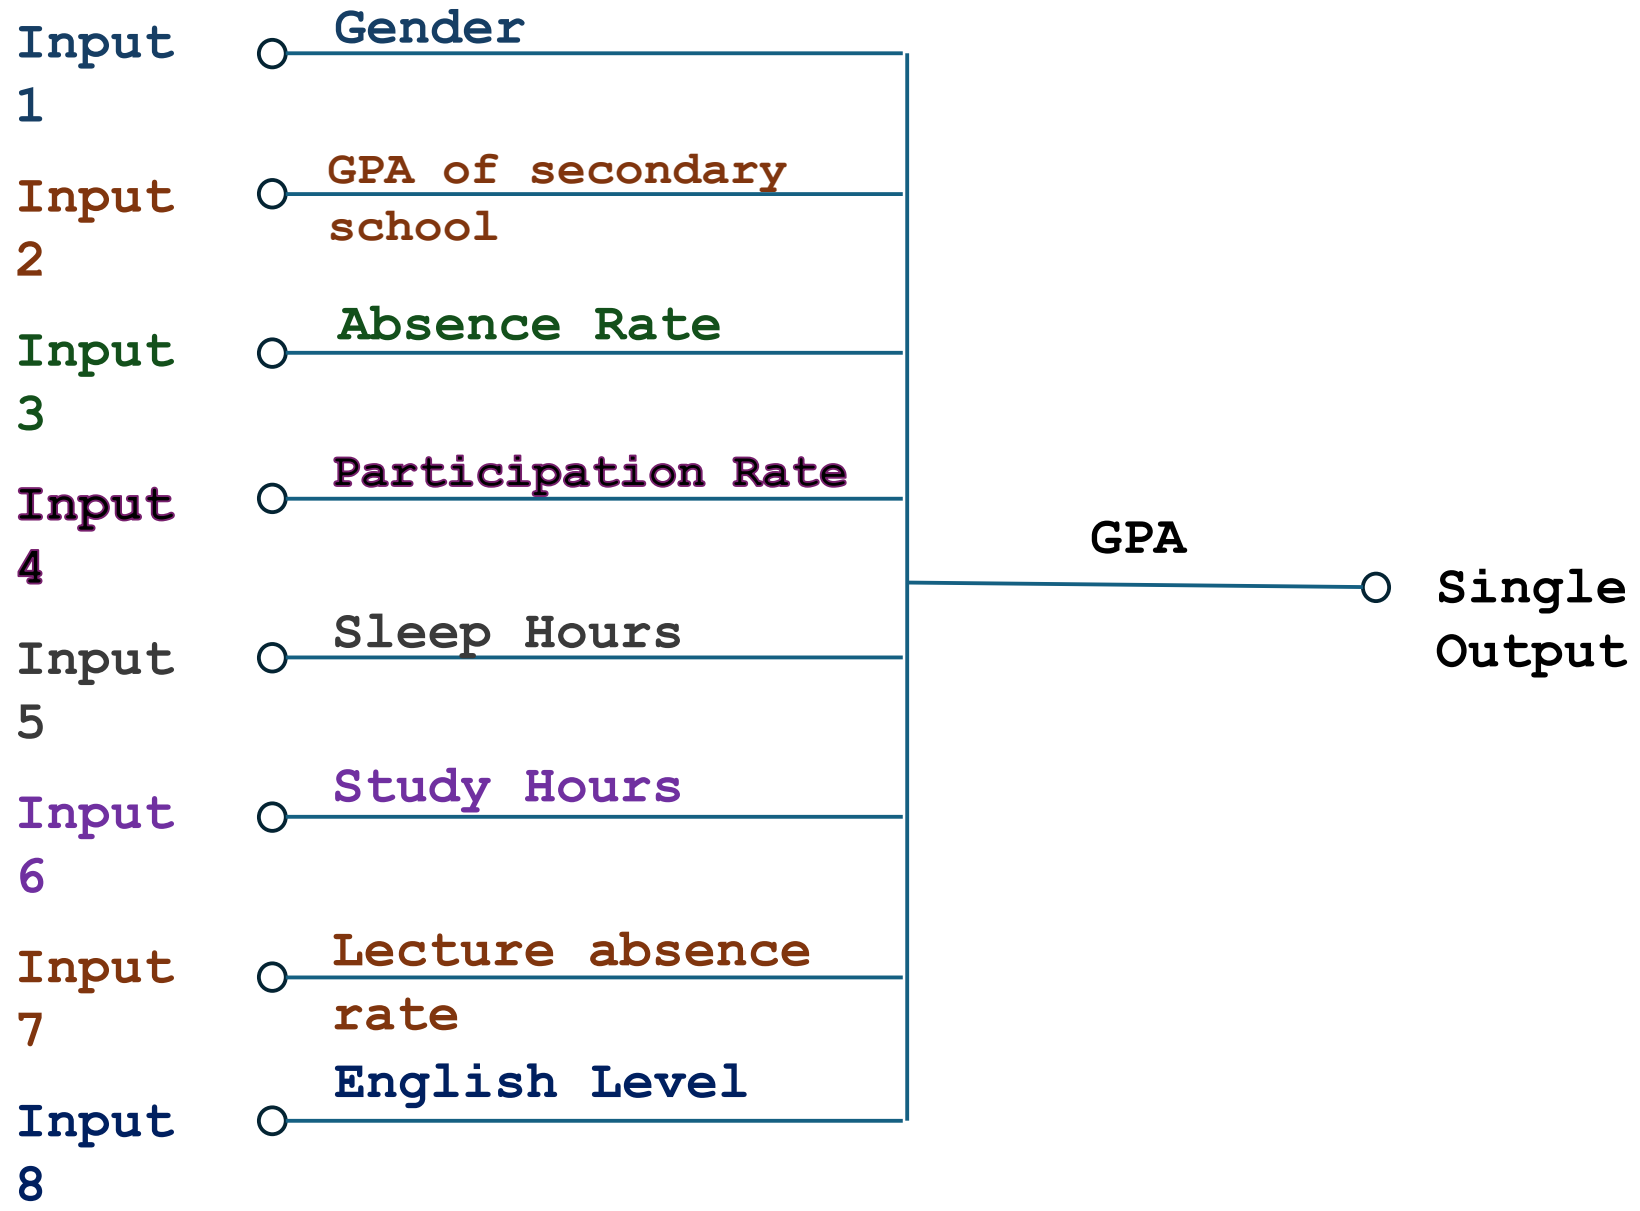 Input
1
Gender
Input
2
GPA of secondary
school
Input
3
Absence Rate
Input
4
Participation Rate
Input
5
Sleep Hours
Input
6
Study Hours
Input
7
Lecture absence
rate
Input
8
English Level
GPA
Single
Output